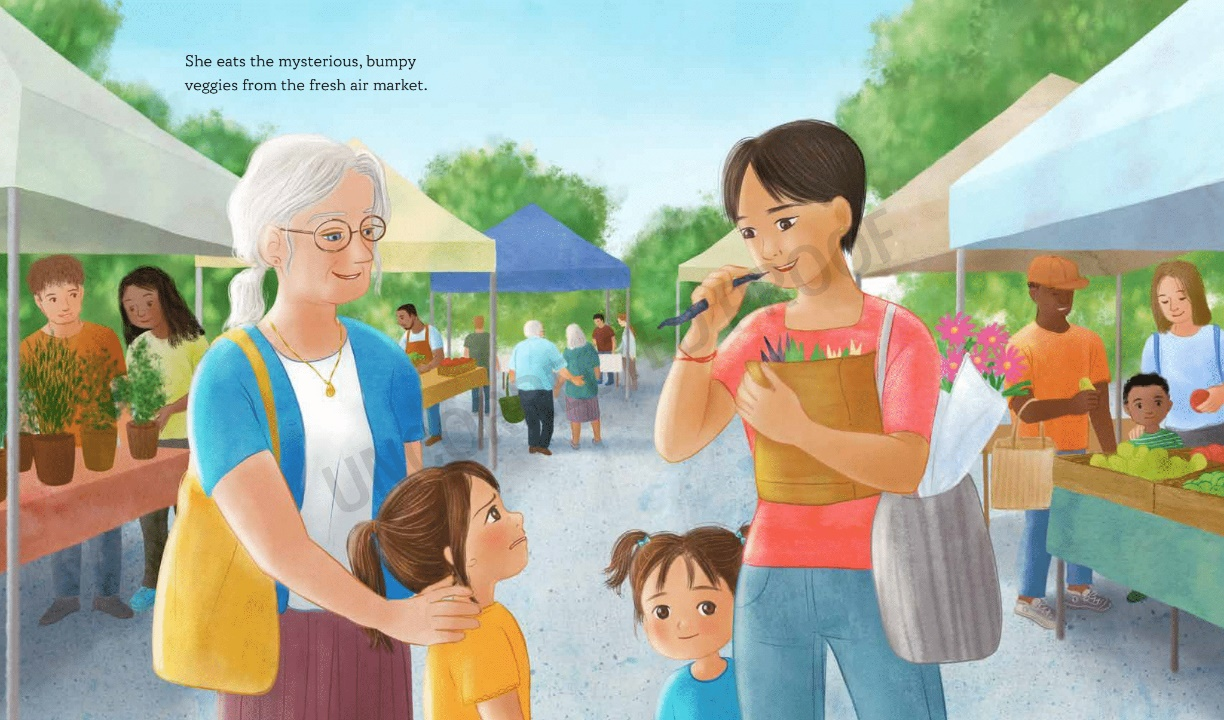 She eats the mysterious, bumpy
veggies from the fresh air market.